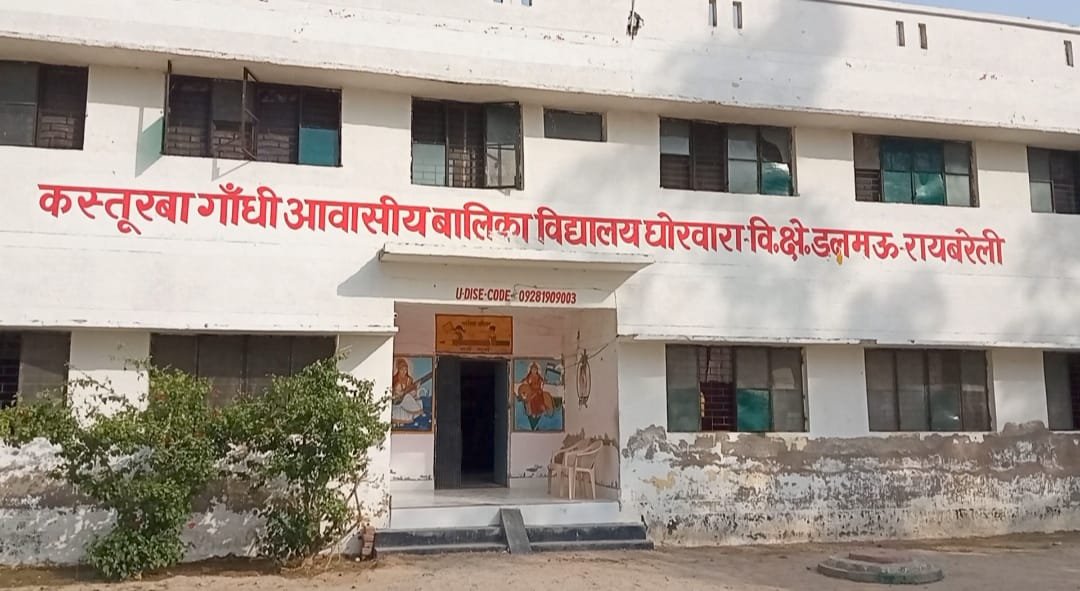 कस्तूरबा गाँधी आवासीय बालिका विद्यालय घोरवारा-वि.क्षे.डलमऊ-रायबरेली
U-DISE-CODE- 09281909003